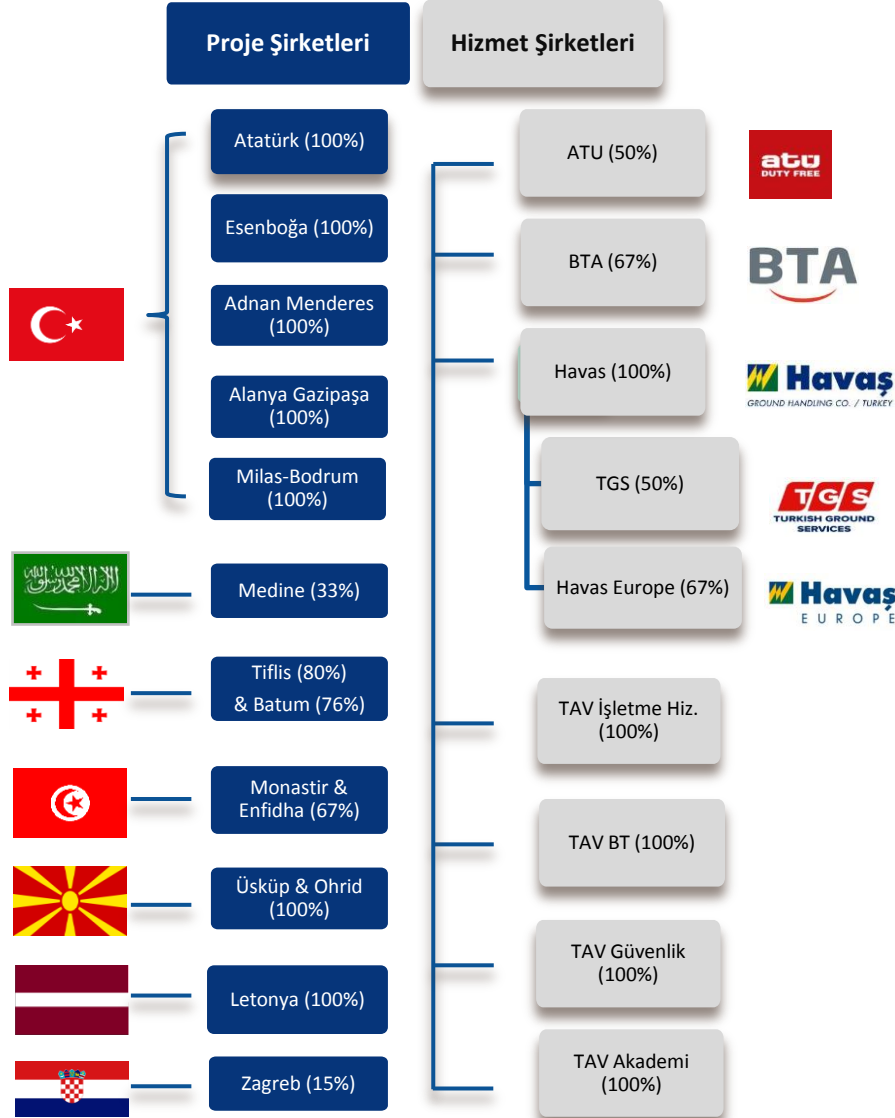 Proje Şirketleri
Hizmet Şirketleri
Atatürk (100%)
Esenboğa (100%)
Adnan Menderes
(100%)
Alanya Gazipaşa
(100%)
Milas-Bodrum
(100%)
Medine (33%)
Tiflis (80%)
& Batum (76%)
Monastir &
Enfidha (67%)
Üsküp & Ohrid
(100%)
Letonya (100%)
Zagreb (15%)
ATU (50%)
atü
DUTY FREE
BTA (67%)
BTA
Havas (100%)
Havaş
GROUND HANDLING CO. / TURKEY
TGS (50%)
TGS
TURKISH GROUND
SERVICES
Havas Europe (67%)
Havaş
EUROPE
TAV İşletme Hiz.
(100%)
TAV BT (100%)
TAV Güvenlik
(100%)
TAV Akademi
(100%)